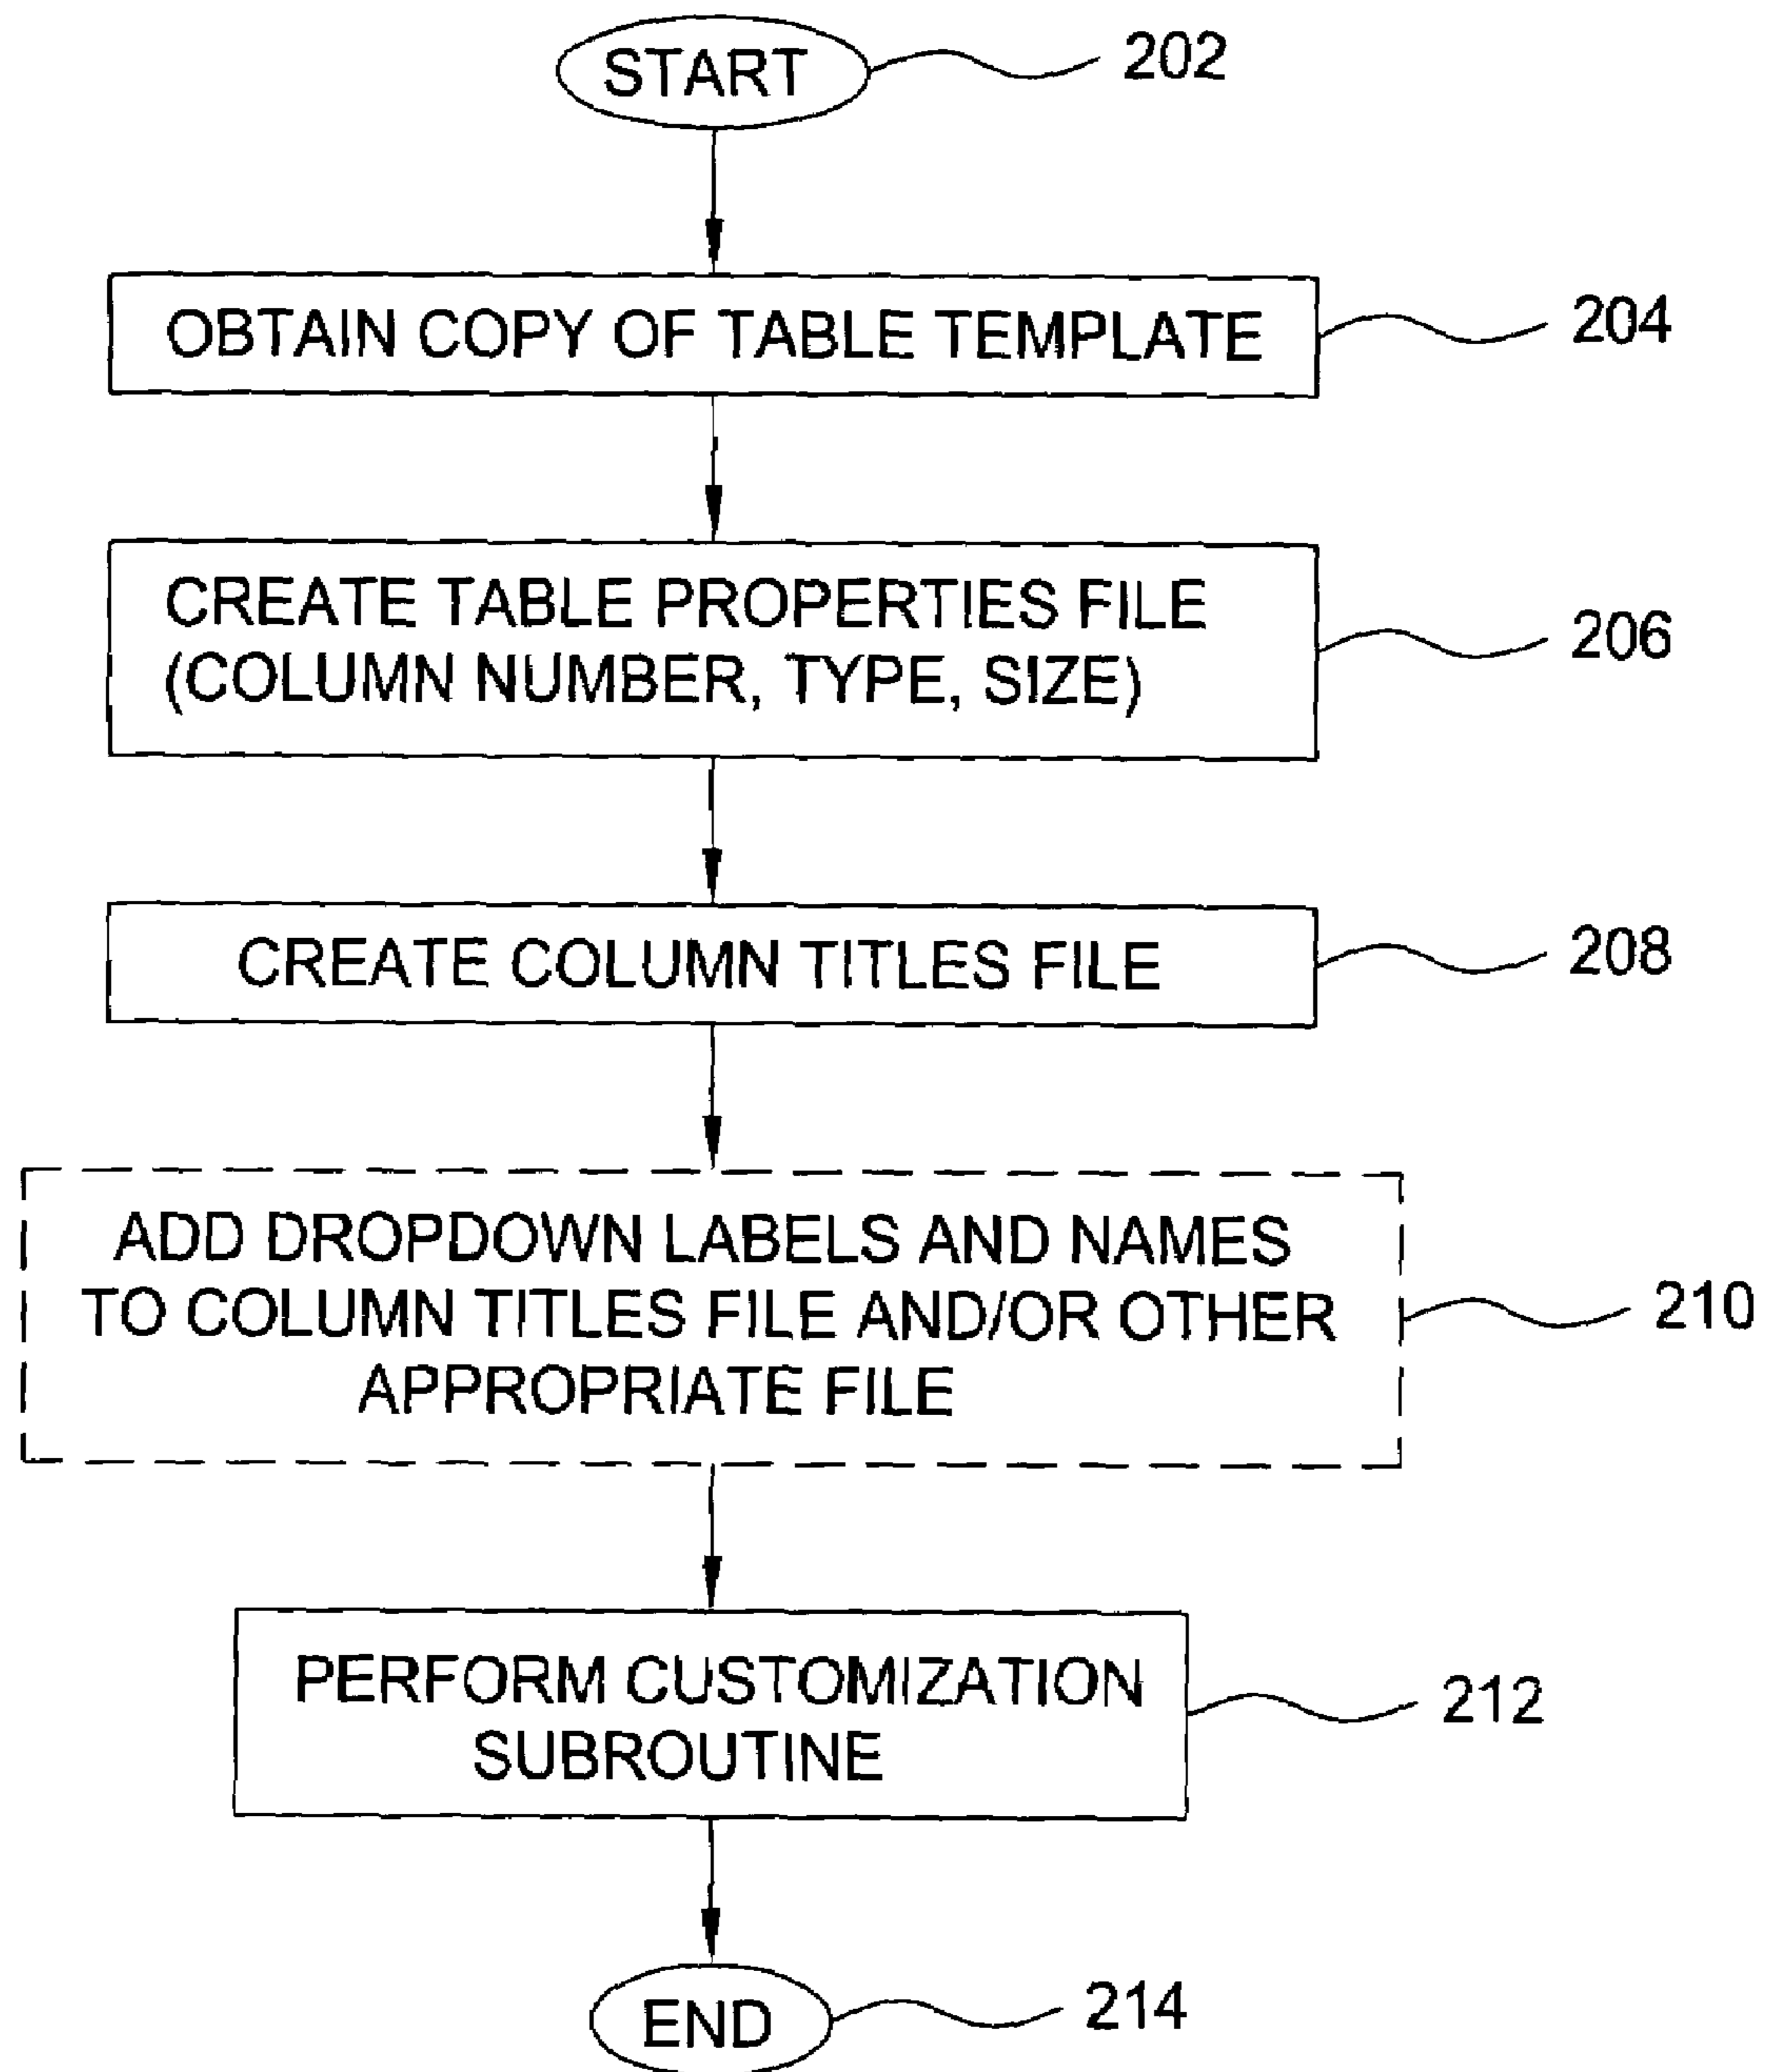 START
202
OBTAIN COPY OF TABLE TEMPLATE
204
CREATE TABLE PROPERTIES FILE
(COLUMN NUMBER, TYPE, SIZE)
206
CREATE COLUMN TITLES FILE
208
ADD DROPDOWN LABELS AND NAMES
TO COLUMN TITLES FILE AND/OR OTHER
APPROPRIATE FILE
210
PERFORM CUSTOMIZATION
SUBROUTINE
212
END
214